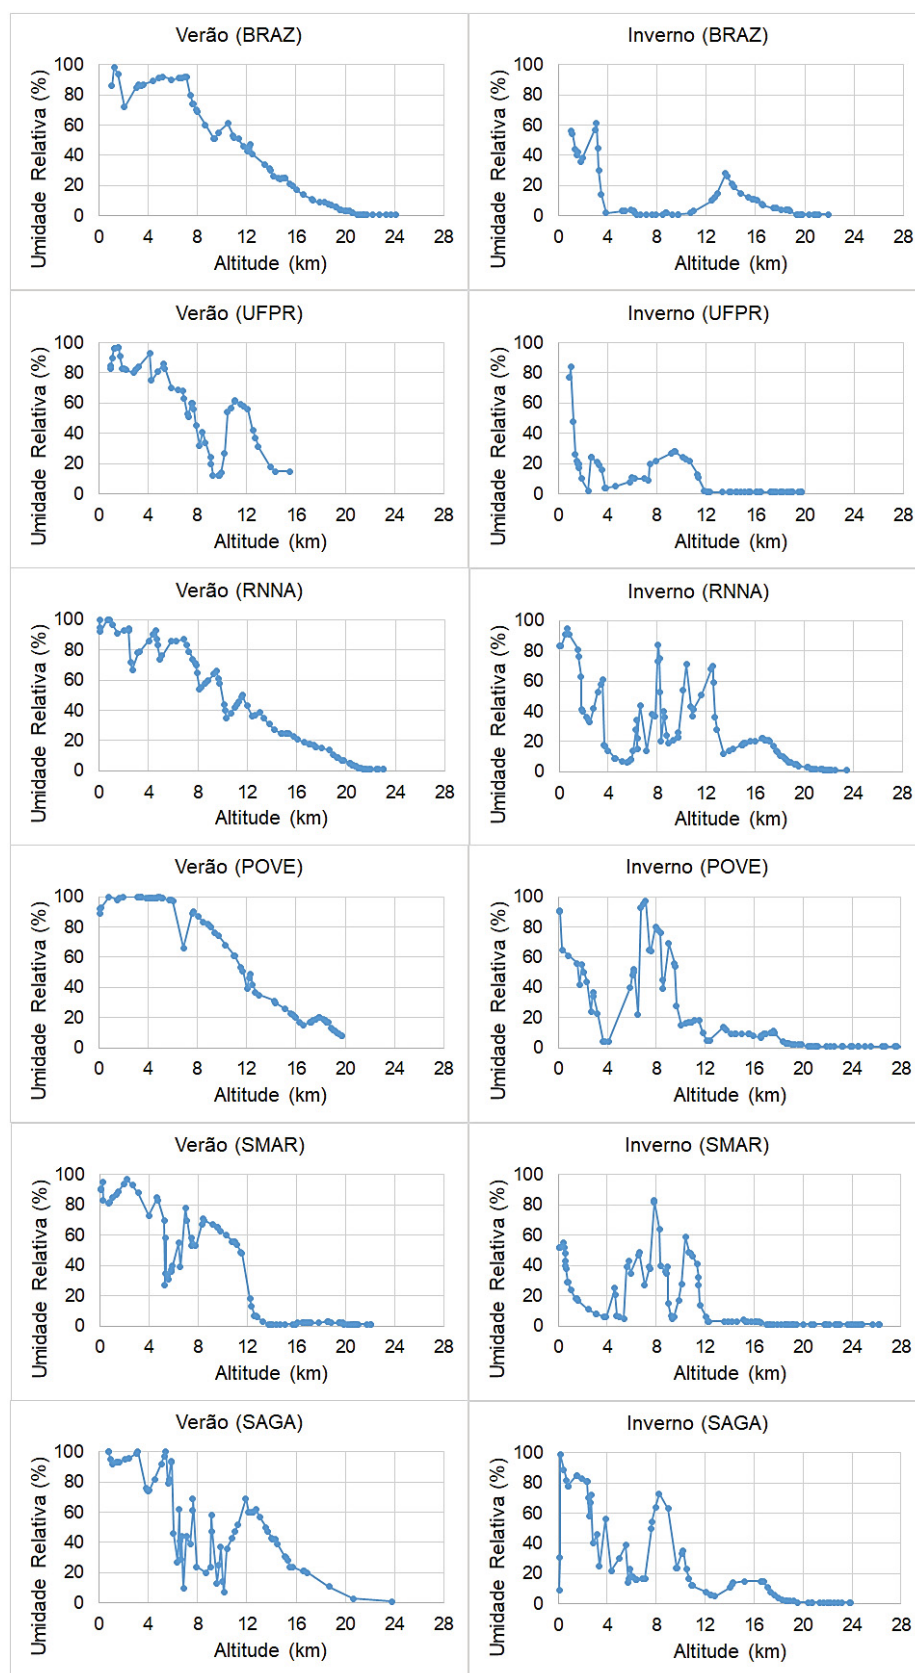 Verão (BRAZ)
Umidade Relativa (%)
100
80
60
40
20
0
0 4 8 12 16 20 24 28
Altitude (km)
Inverno (BRAZ)
Umidade Relativa (%)
100
80
60
40
20
0
0 4 8 12 16 20 24 28
Altitude (km)
Verão (UFPR)
Umidade Relativa (%)
100
80
60
40
20
0
0 4 8 12 16 20 24 28
Altitude (km)
Inverno (UFPR)
Umidade Relativa (%)
100
80
60
40
20
0
0 4 8 12 16 20 24 28
Altitude (km)
Verão (RNNA)
Umidade Relativa (%)
100
80
60
40
20
0
0 4 8 12 16 20 24 28
Altitude (km)
Inverno (RNNA)
Umidade Relativa (%)
100
80
60
40
20
0
0 4 8 12 16 20 24 28
Altitude (km)
Verão (POVE)
Umidade Relativa (%)
100
80
60
40
20
0
0 4 8 12 16 20 24 28
Altitude (km)
Inverno (POVE)
Umidade Relativa (%)
100
80
60
40
20
0
0 4 8 12 16 20 24 28
Altitude (km)
Verão (SMAR)
Umidade Relativa (%)
100
80
60
40
20
0
0 4 8 12 16 20 24 28
Altitude (km)
Inverno (SMAR)
Umidade Relativa (%)
100
80
60
40
20
0
0 4 8 12 16 20 24 28
Altitude (km)
Verão (SAGA)
Umidade Relativa (%)
100
80
60
40
20
0
0 4 8 12 16 20 24 28
Altitude (km)
Inverno (SAGA)
Umidade Relativa (%)
100
80
60
40
20
0
0 4 8 12 16 20 24 28
Altitude (km)